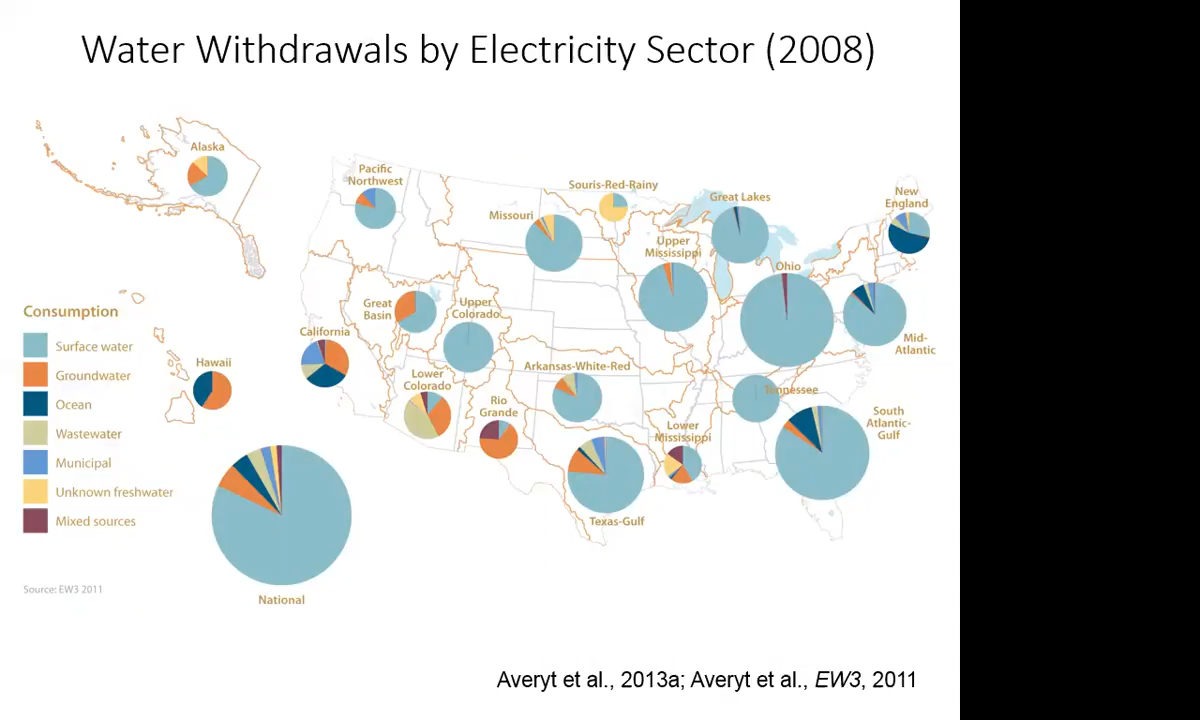 Water Withdrawals by Electricity Sector (2008)
Alaska
Pacific
Northwest
Souris-Red-Rainy
Great Lakes
New
England
Missouri
Upper
Mississippi
Ohio
Great
Basin
Upper
Colorado
Mid-
Atlantic
California
Hawaii
Lower
Colorado
Arkansas-White-Red
Tennessee
Rio
Grande
Lower
Mississippi
South
Atlantic-
Gulf
Texas-Gulf
National
Consumption
Surface water
Groundwater
Ocean
Wastewater
Municipal
Unknown freshwater
Mixed sources
Source: EW3 2011
Averyt et al., 2013a; Averyt et al., EW3, 2011